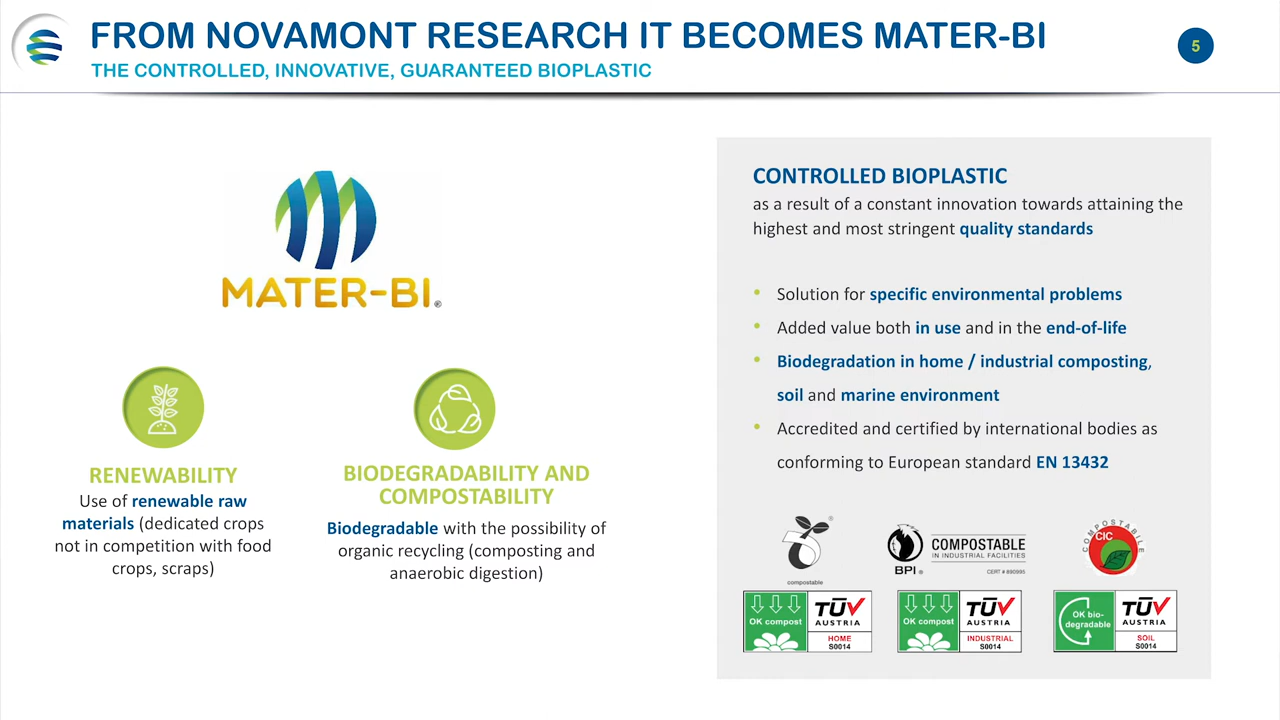 FROM NOVAMONT RESEARCH IT BECOMES MATER-BI
THE CONTROLLED, INNOVATIVE, GUARANTEED BIOPLASTIC
5
MATER-BI®
RENEWABILITY
Use of renewable raw
materials (dedicated crops
not in competition with food
crops, scraps)
BIODEGRADABILITY AND
COMPOSTABILITY
Biodegradable with the possibility of
organic recycling (composting and
anaerobic digestion)
CONTROLLED BIOPLASTIC
as a result of a constant innovation towards attaining the
highest and most stringent quality standards
• Solution for specific environmental problems
• Added value both in use and in the end-of-life
• Biodegradation in home / industrial composting,
soil and marine environment
• Accredited and certified by international bodies as
conforming to European standard EN 13432
®
compostable
BPI®
COMPOSTABLE
IN INDUSTRIAL FACILITIES
CERT # 890995
COMPOSTABILE
CIC
OK compost
TÜV
AUSTRIA
HOME
S0014
OK compost
TÜV
AUSTRIA
INDUSTRIAL
S0014
OK bio-
degradable
TÜV
AUSTRIA
SOIL
S0014